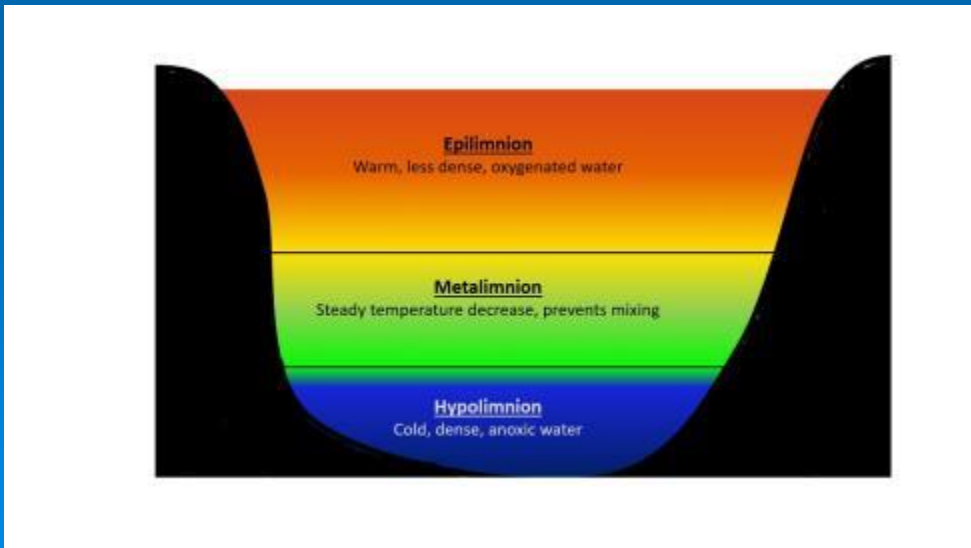 Epilimnion
Warm, less dense, oxygenated water
Metalimnion
Steady temperature decrease, prevents mixing
Hypolimnion
Cold, dense, anoxic water